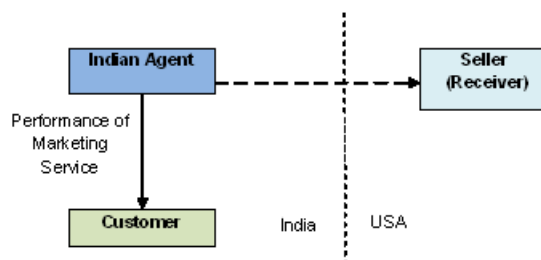 Indian Agent
Seller
(Receiver)
Performance of
Marketing
Service
Customer
India
USA